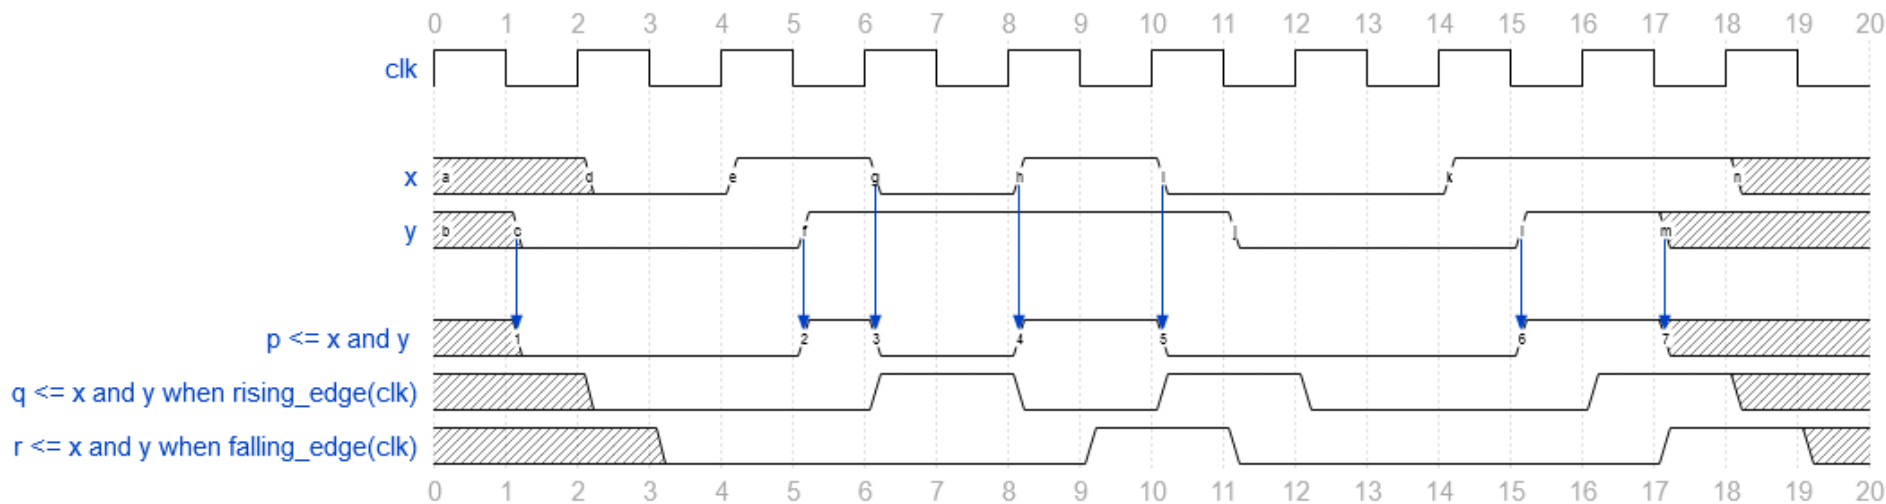 0 1 2 3 4 5 6 7 8 9 10 11 12 13 14 15 16 17 18 19 20
clk
x a d e g h i k n
y b c f j l m
p <= x and y 1 2 3 4 5 6 7
q <= x and y when rising_edge(clk)
r <= x and y when falling_edge(clk)
0 1 2 3 4 5 6 7 8 9 10 11 12 13 14 15 16 17 18 19 20